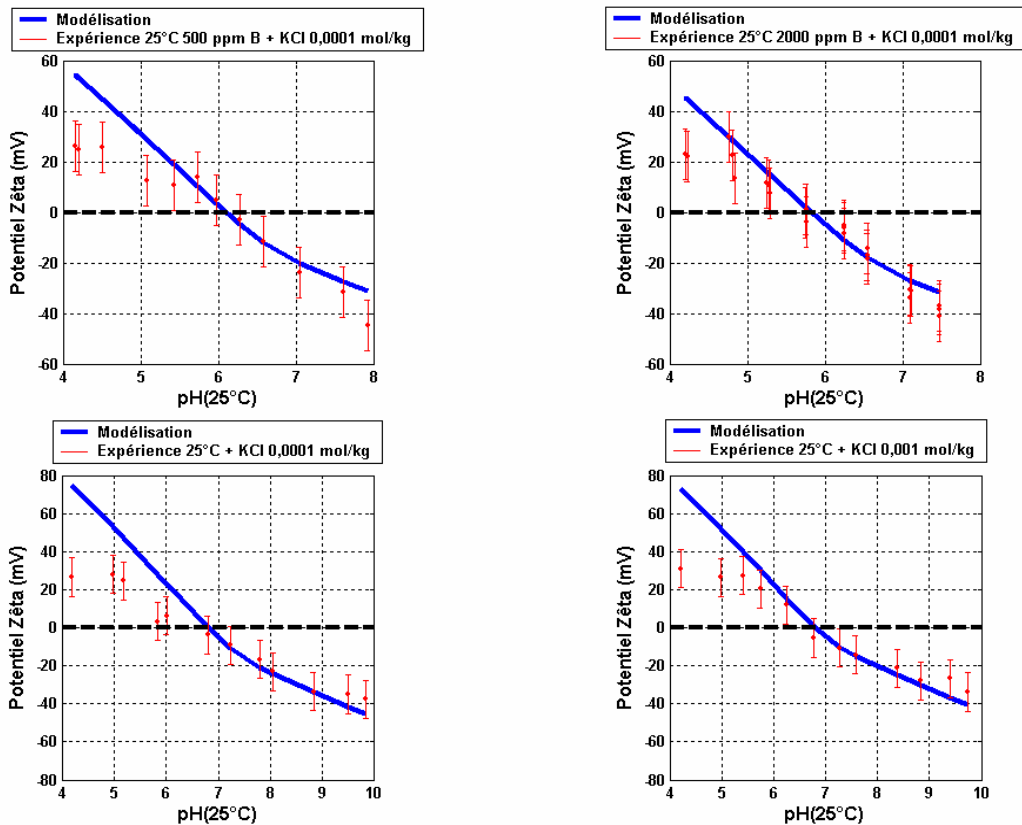 Modélisation
Expérience 25°C 500 ppm B + KCl 0,0001 mol/kg
60
40
20
0
-20
-40
-60
Potentiel Zêta (mV)
4 5 6 7 8
pH(25°C)
Modélisation
Expérience 25°C 2000 ppm B + KCl 0,0001 mol/kg
60
40
20
0
-20
-40
-60
Potentiel Zêta (mV)
4 5 6 7 8
pH(25°C)
Modélisation
Expérience 25°C + KCl 0,0001 mol/kg
80
60
40
20
0
-20
-40
-60
-80
Potentiel Zêta (mV)
4 5 6 7 8 9 10
pH(25°C)
Modélisation
Expérience 25°C + KCl 0,001 mol/kg
80
60
40
20
0
-20
-40
-60
-80
Potentiel Zêta (mV)
4 5 6 7 8 9 10
pH(25°C)